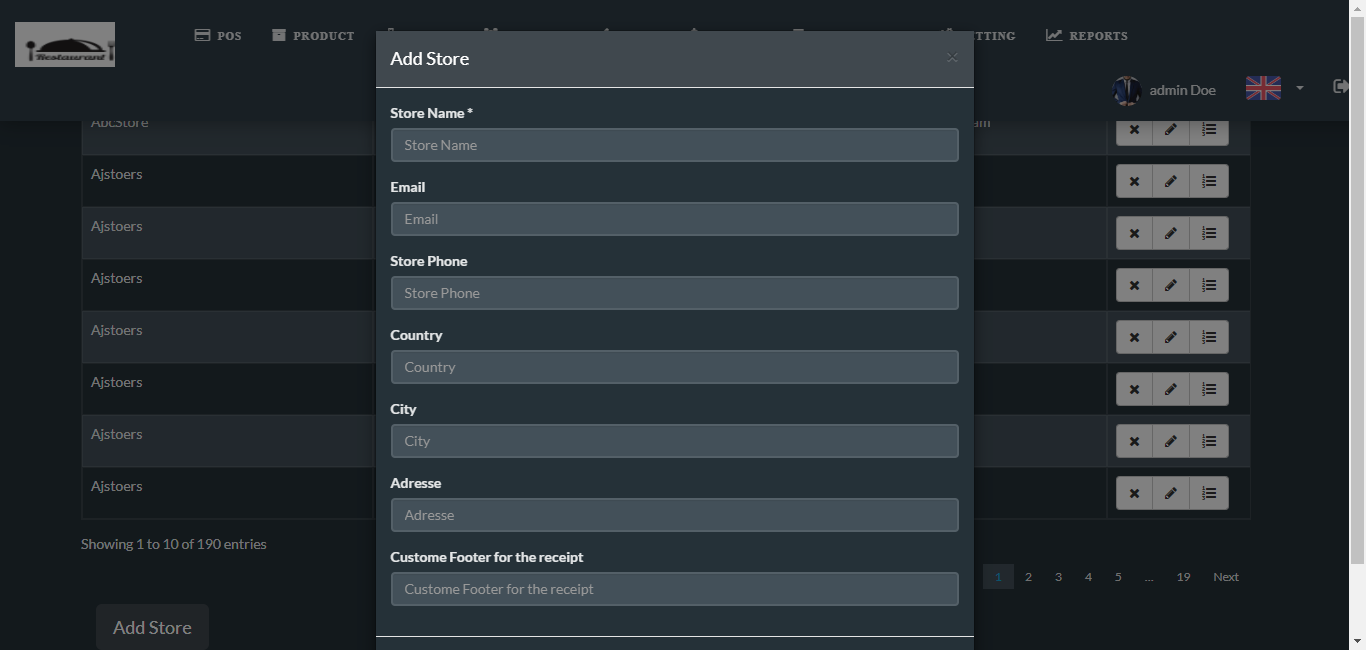 Restaurant
POS
PRODUCT
TTING
REPORTS
admin Doe
Add Store
×
Store Name *
Store Name
Email
Email
Store Phone
Store Phone
Country
Country
City
City
Adresse
Adresse
Custome Footer for the receipt
Custome Footer for the receipt
AbcStore
Ajstoers
Ajstoers
Ajstoers
Ajstoers
Ajstoers
Ajstoers
Ajstoers
Showing 1 to 10 of 190 entries
1 2 3 4 5 ... 19 Next
Add Store